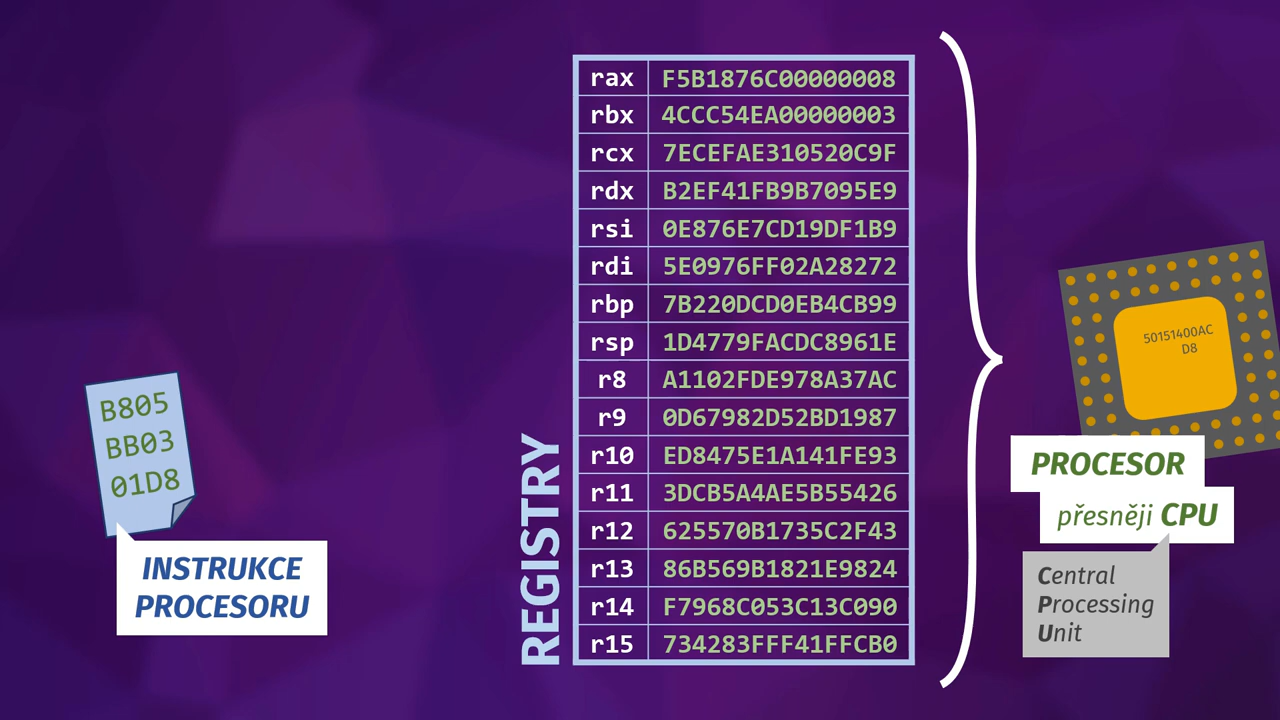 B805
BB03
01D8
INSTRUKCE
PROCESORU
REGISTRY
rax F5B1876C00000008
rbx 4CCC54EA00000003
rcx 7ECEFAE310520C9F
rdx B2EF41FB9B7095E9
rsi 0E876E7CD19DF1B9
rdi 5E0976FF02A28272
rbp 7B220DCD0EB4CB99
rsp 1D4779FACDC8961E
r8 A1102FDE978A37AC
r9 0D67982D52BD1987
r10 ED8475E1A141FE93
r11 3DCB5A4AE5B55426
r12 625570B1735C2F43
r13 86B569B1821E9824
r14 F7968C053C13C090
r15 734283FFF41FFCB0
50151400AC
D8
PROCESOR
přesněji CPU
Central
Processing
Unit